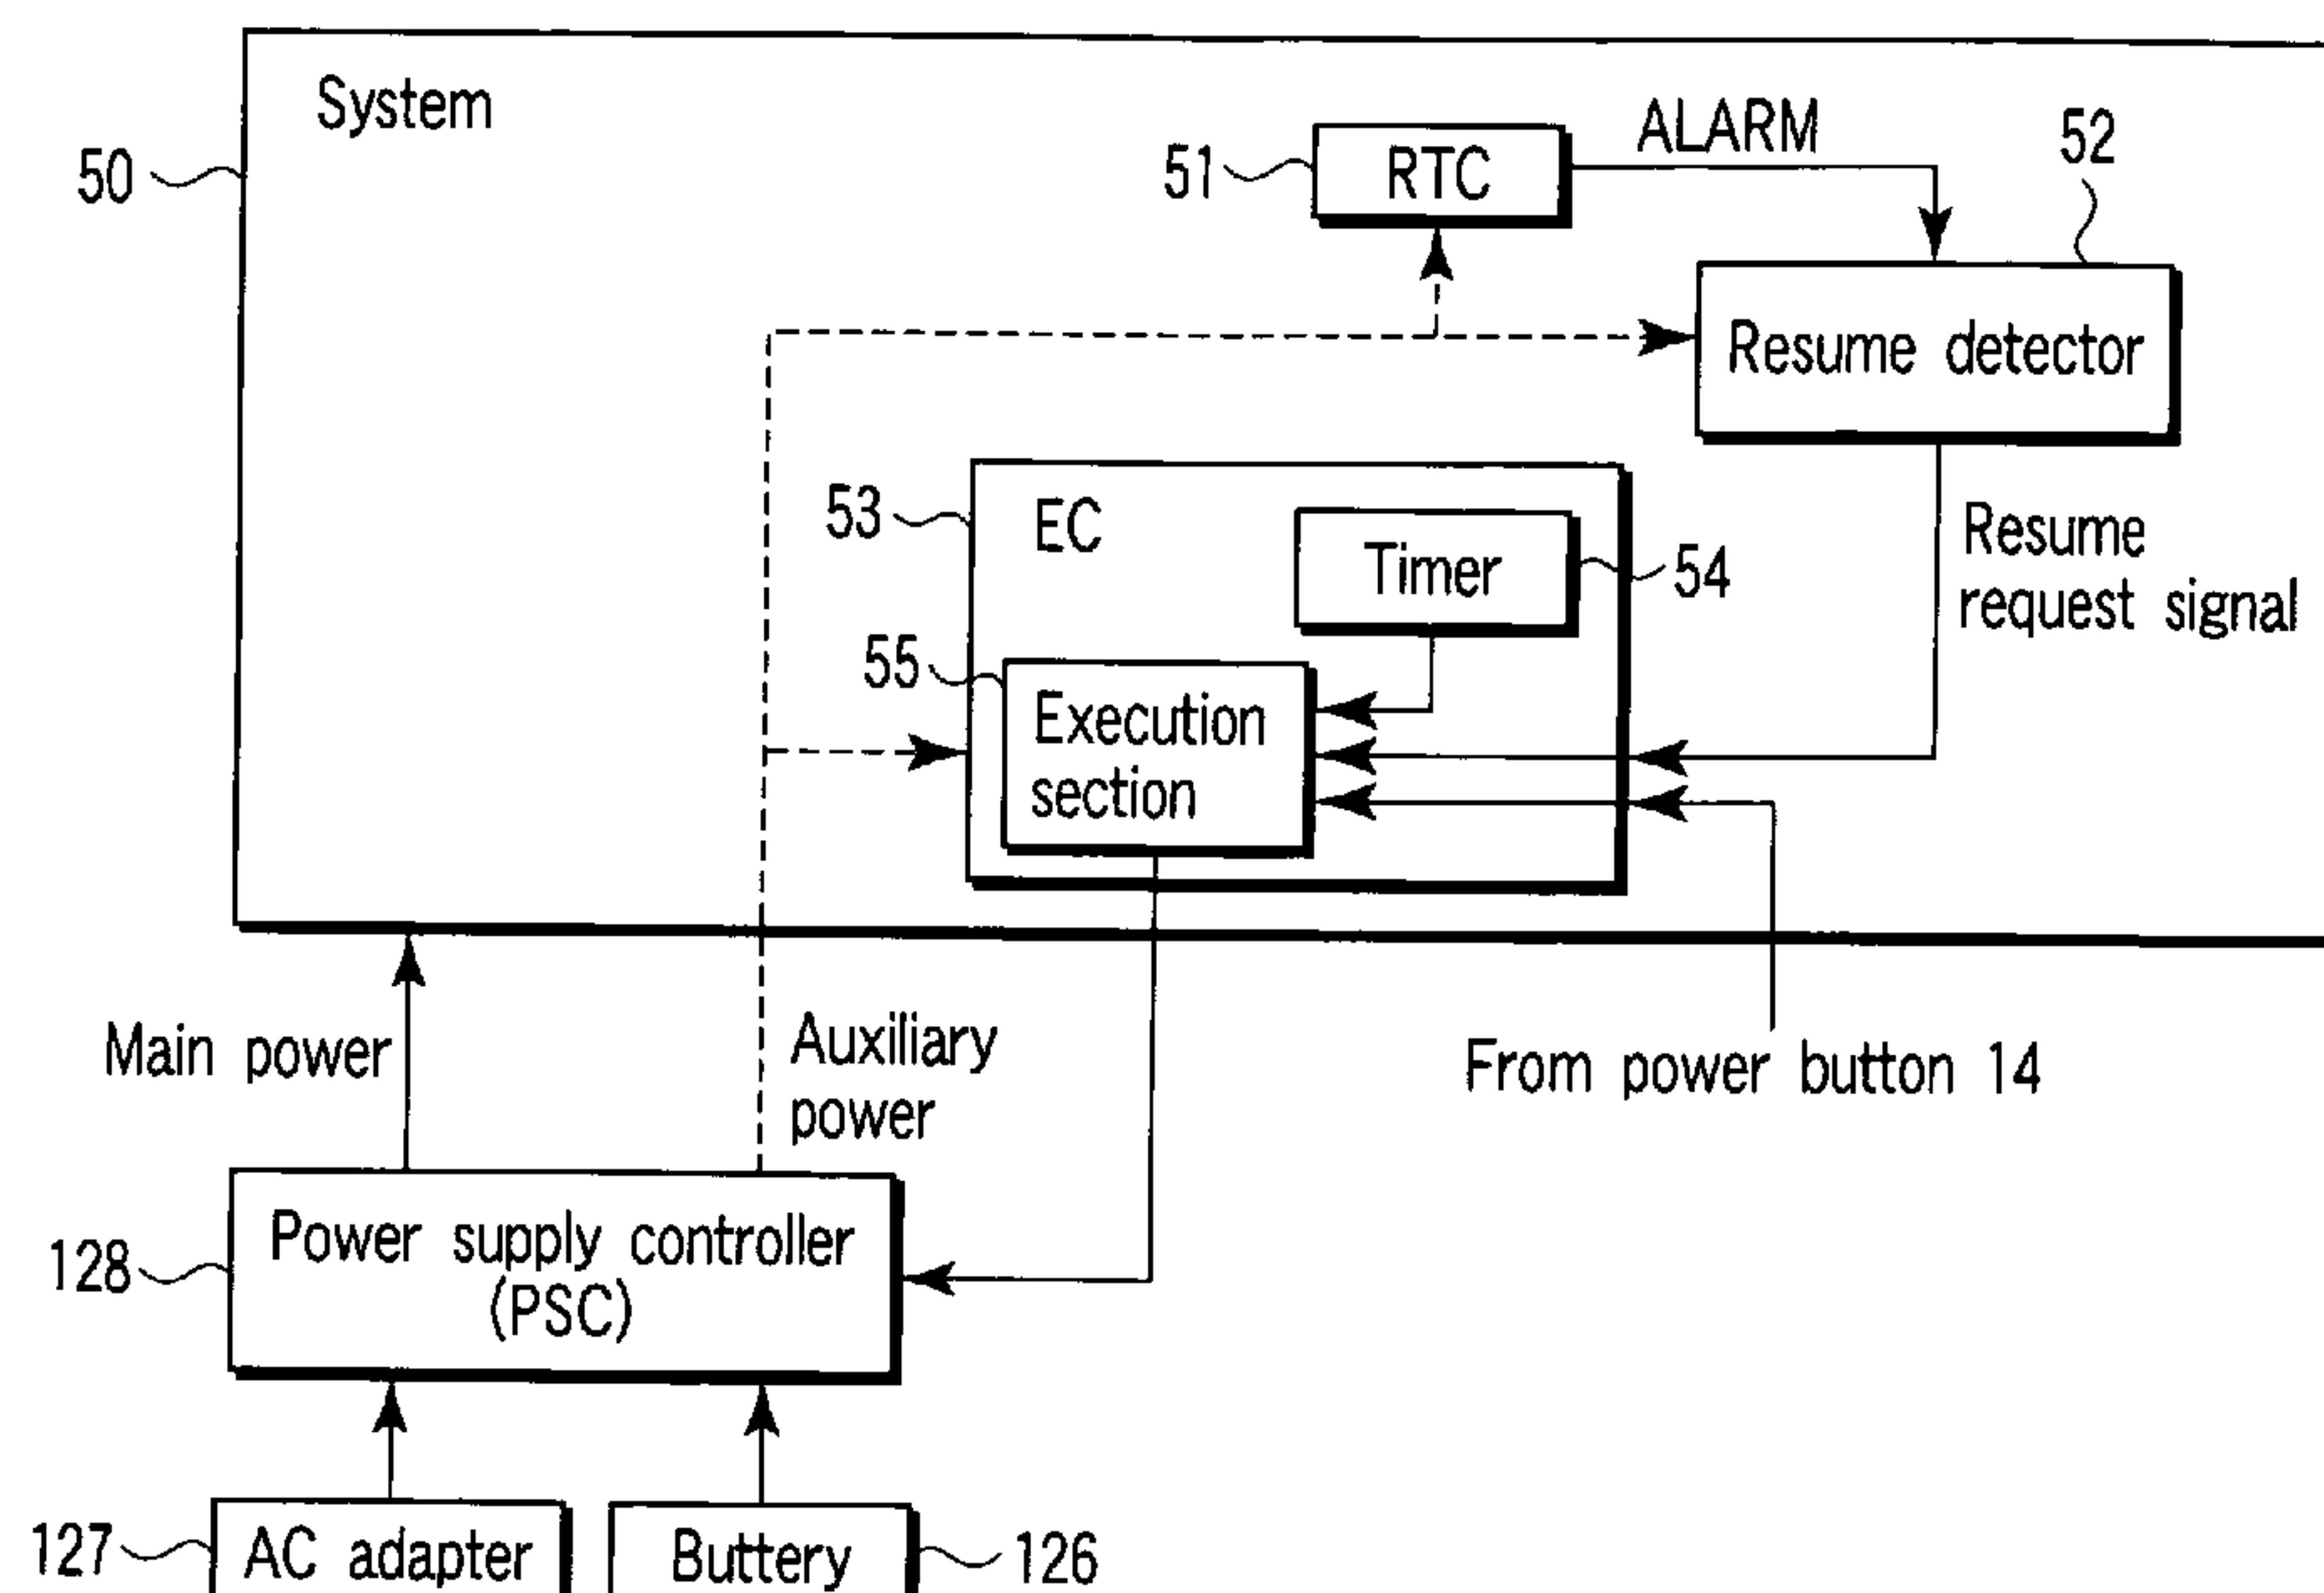 System
50
51
RTC
ALARM
52
Resume detector
53
EC
Timer
54
Resume
request signal
55
Execution
section
Main power
Auxiliary
power
From power button 14
128
Power supply controller
(PSC)
127
AC adapter
Buttery
126